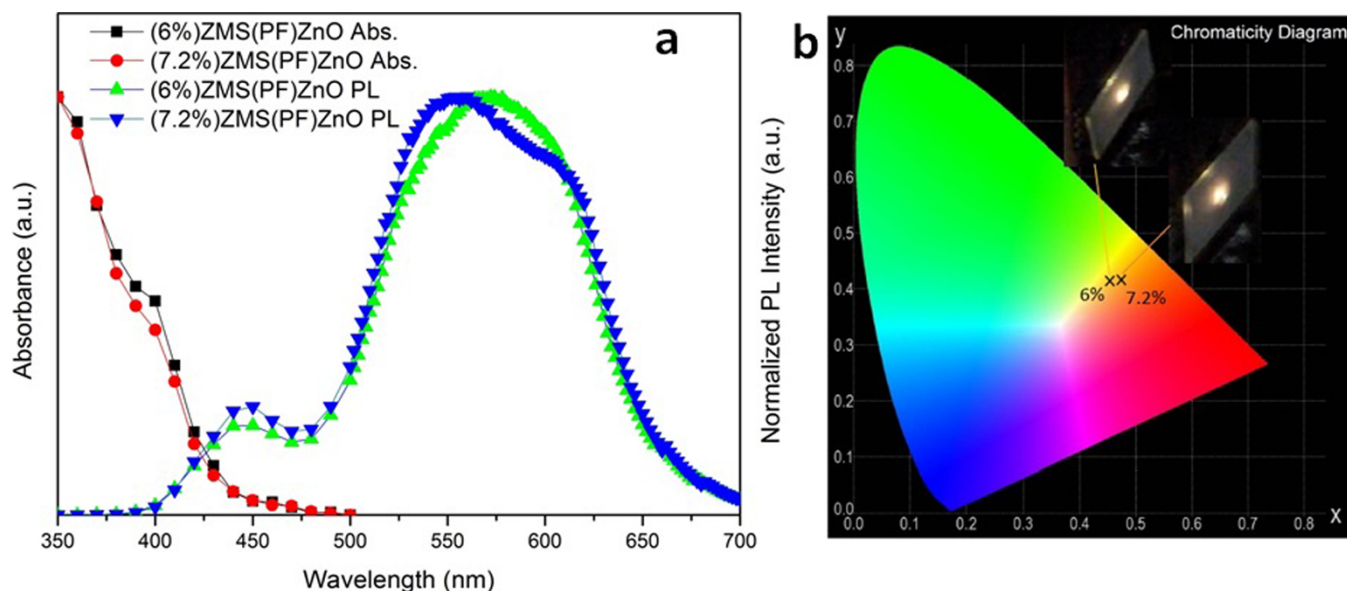 (6%)ZMS(PF)ZnO Abs.
(7.2%)ZMS(PF)ZnO Abs.
(6%)ZMS(PF)ZnO PL
(7.2%)ZMS(PF)ZnO PL
a
Absorbance (a.u.)
Normalized PL Intensity (a.u.)
350 400 450 500 550 600 650 700
Wavelength (nm)
b
y
Chromaticity Diagram
0.8
0.7
0.6
0.5
0.4
0.3
0.2
0.1
0.0
6% 7.2%
0.0 0.1 0.2 0.3 0.4 0.5 0.6 0.7 0.8 X